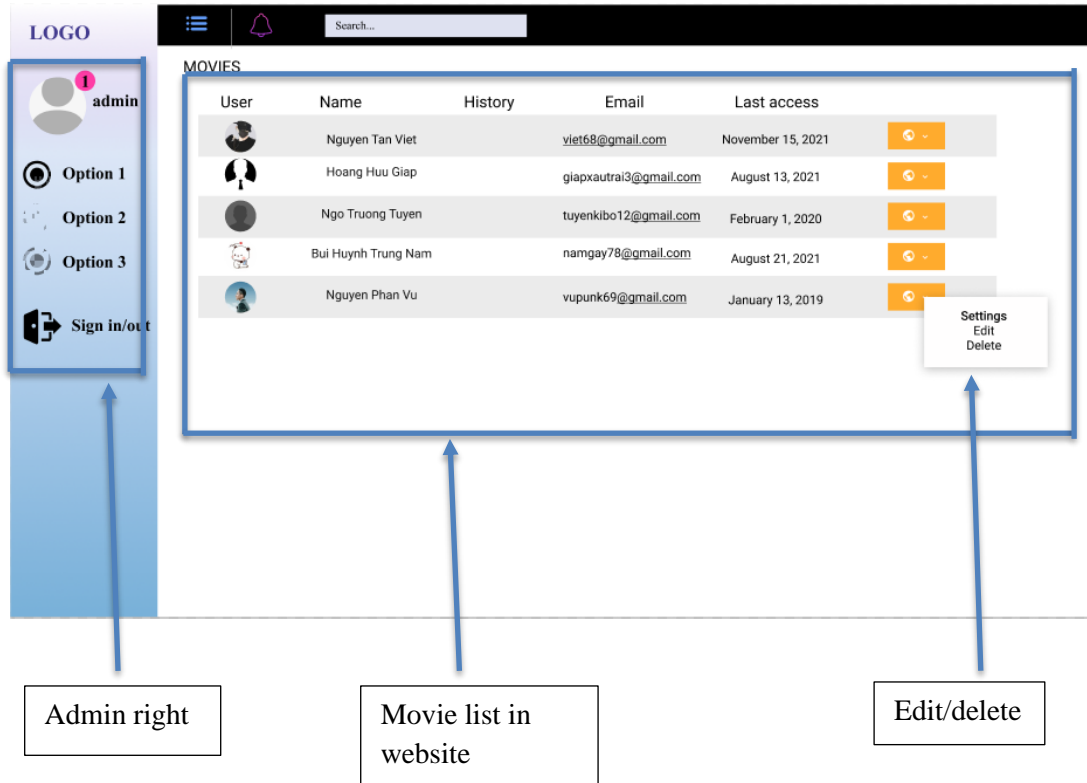 LOGO
Search...
1
admin
Option 1
Option 2
Option 3
Sign in/out
MOVIES
User Name History Email Last access
Nguyen Tan Viet viet68@gmail.com November 15, 2021
Hoang Huu Giap giapxautrai3@gmail.com August 13, 2021
Ngo Truong Tuyen tuyenkibo12@gmail.com February 1, 2020
Bui Huynh Trung Nam namgay78@gmail.com August 21, 2021
Nguyen Phan Vu vupunk69@gmail.com January 13, 2019
Settings
Edit
Delete
Admin right
Movie list in
website
Edit/delete